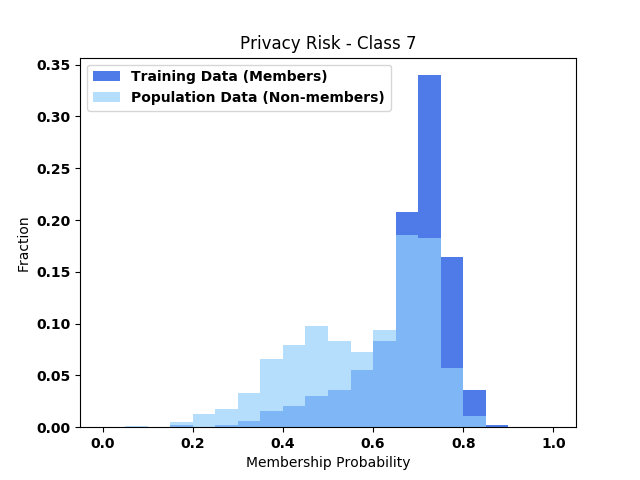 Privacy Risk - Class 7
Training Data (Members)
Population Data (Non-members)
0.35
0.30
0.25
0.20
0.15
0.10
0.05
0.00
Fraction
0.0 0.2 0.4 0.6 0.8 1.0
Membership Probability